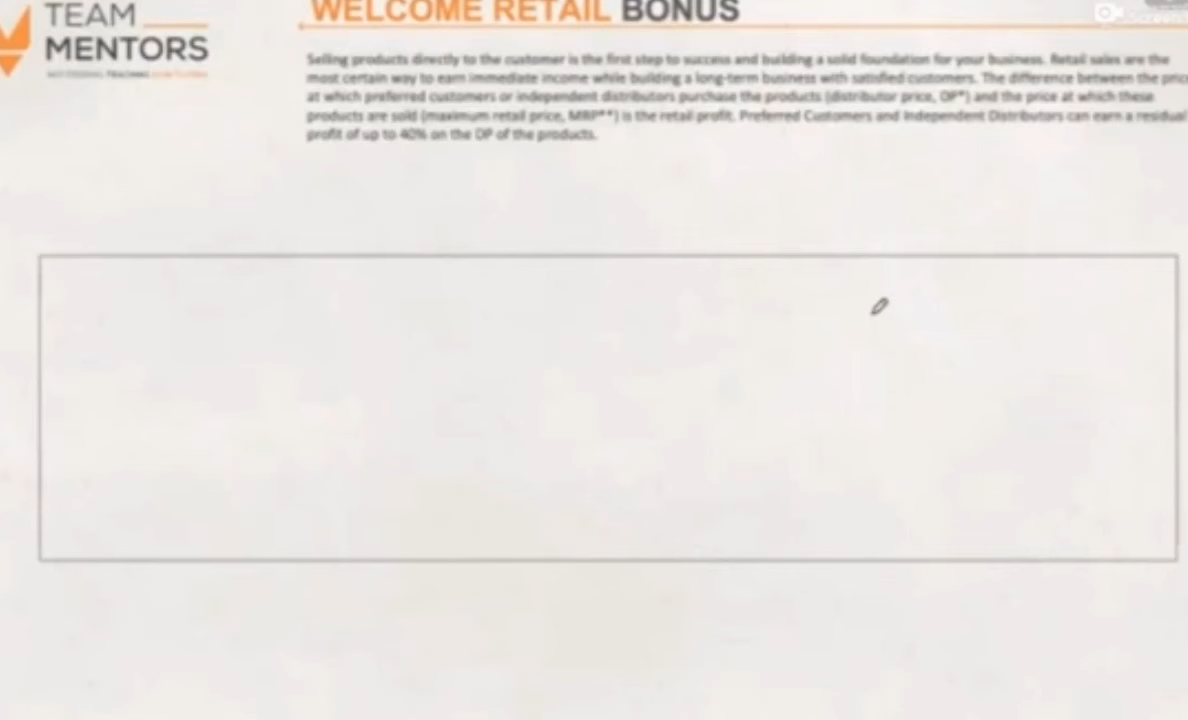 TEAM
MENTORS
WELCOME RETAIL BONUS
Selling products directly to the customer is the first step to success and building a solid foundation for your business. Retail sales are the
most certain way to earn immediate income while building a long-term business with satisfied customers. The difference between the pric
at which preferred customers or independent distributors purchase the products (distributor price, DP*) and the price at which these
products are sold (maximum retail price, MRP**) is the retail profit. Preferred Customers and Independent Distributors can earn a residual
profit of up to 40% on the DP of the products.